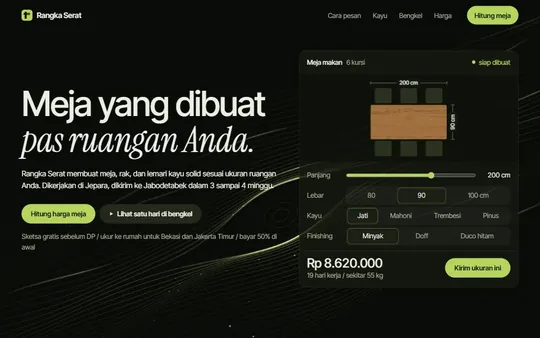 Rangka Serat
Cara pesan
Kayu
Bengkel
Harga
Hitung meja
Meja yang dibuat
pas ruangan Anda.
Rangka Serat membuat meja, rak, dan lemari kayu solid sesuai ukuran ruangan
Anda. Dikerjakan di Jepara, dikirim ke Jabodetabek dalam 3 sampai 4 minggu.
Hitung harga meja
Lihat satu hari di bengkel
Sketsa gratis sebelum DP / ukur ke rumah untuk Bekasi dan Jakarta Timur / bayar 50% di
awal
Meja makan 6 kursi
siap dibuat
200 cm
90 cm
Panjang 200 cm
Lebar 80 90 100 cm
Kayu Jati Mahoni Trembesi Pinus
Finishing Minyak Doff Duco hitam
Rp 8.620.000
19 hari kerja / sekitar 55 kg
Kirim ukuran ini